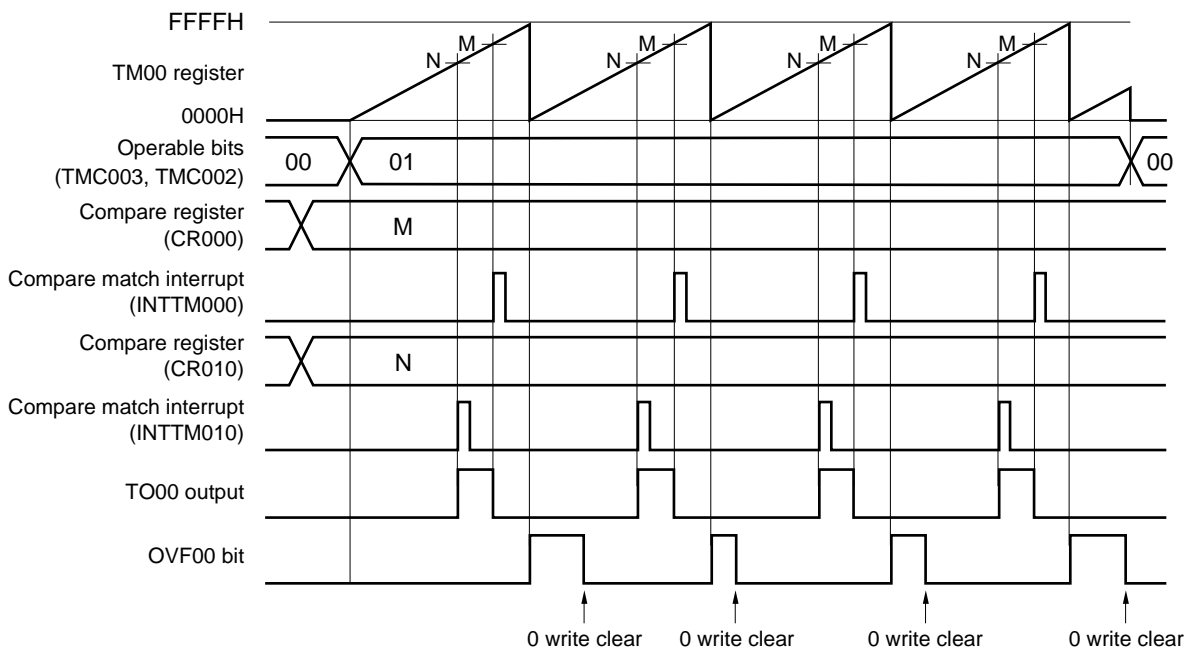 FFFFH
M M M M
N N N N
TM00 register
0000H
Operable bits
(TMC003, TMC002)
00 01 00
Compare register
(CR000)
M
Compare match interrupt
(INTTM000)
Compare register
(CR010)
N
Compare match interrupt
(INTTM010)
TO00 output
OVF00 bit
0 write clear 0 write clear 0 write clear 0 write clear